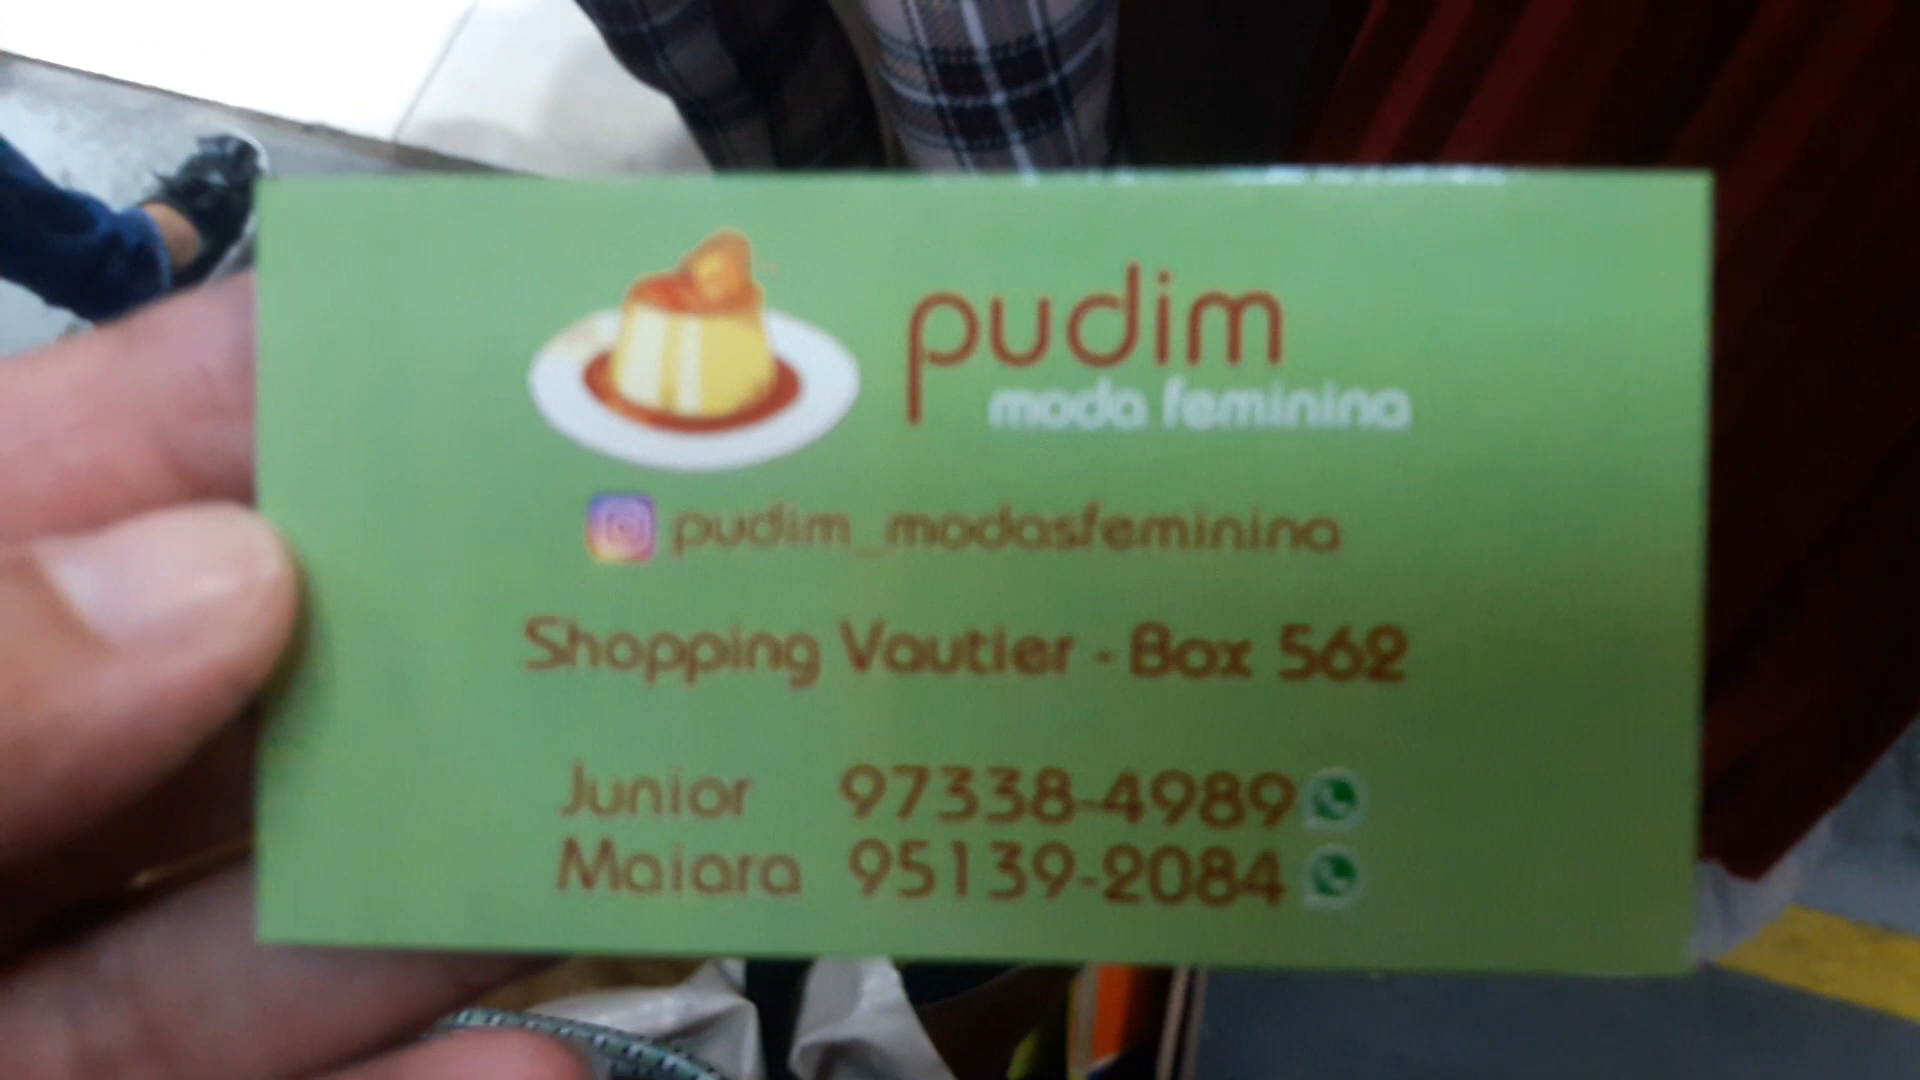 pudim
moda feminina
pudim_modasfeminina
Shopping Vautier - Box 562
Junior 97338-4989
Maiara 95139-2084